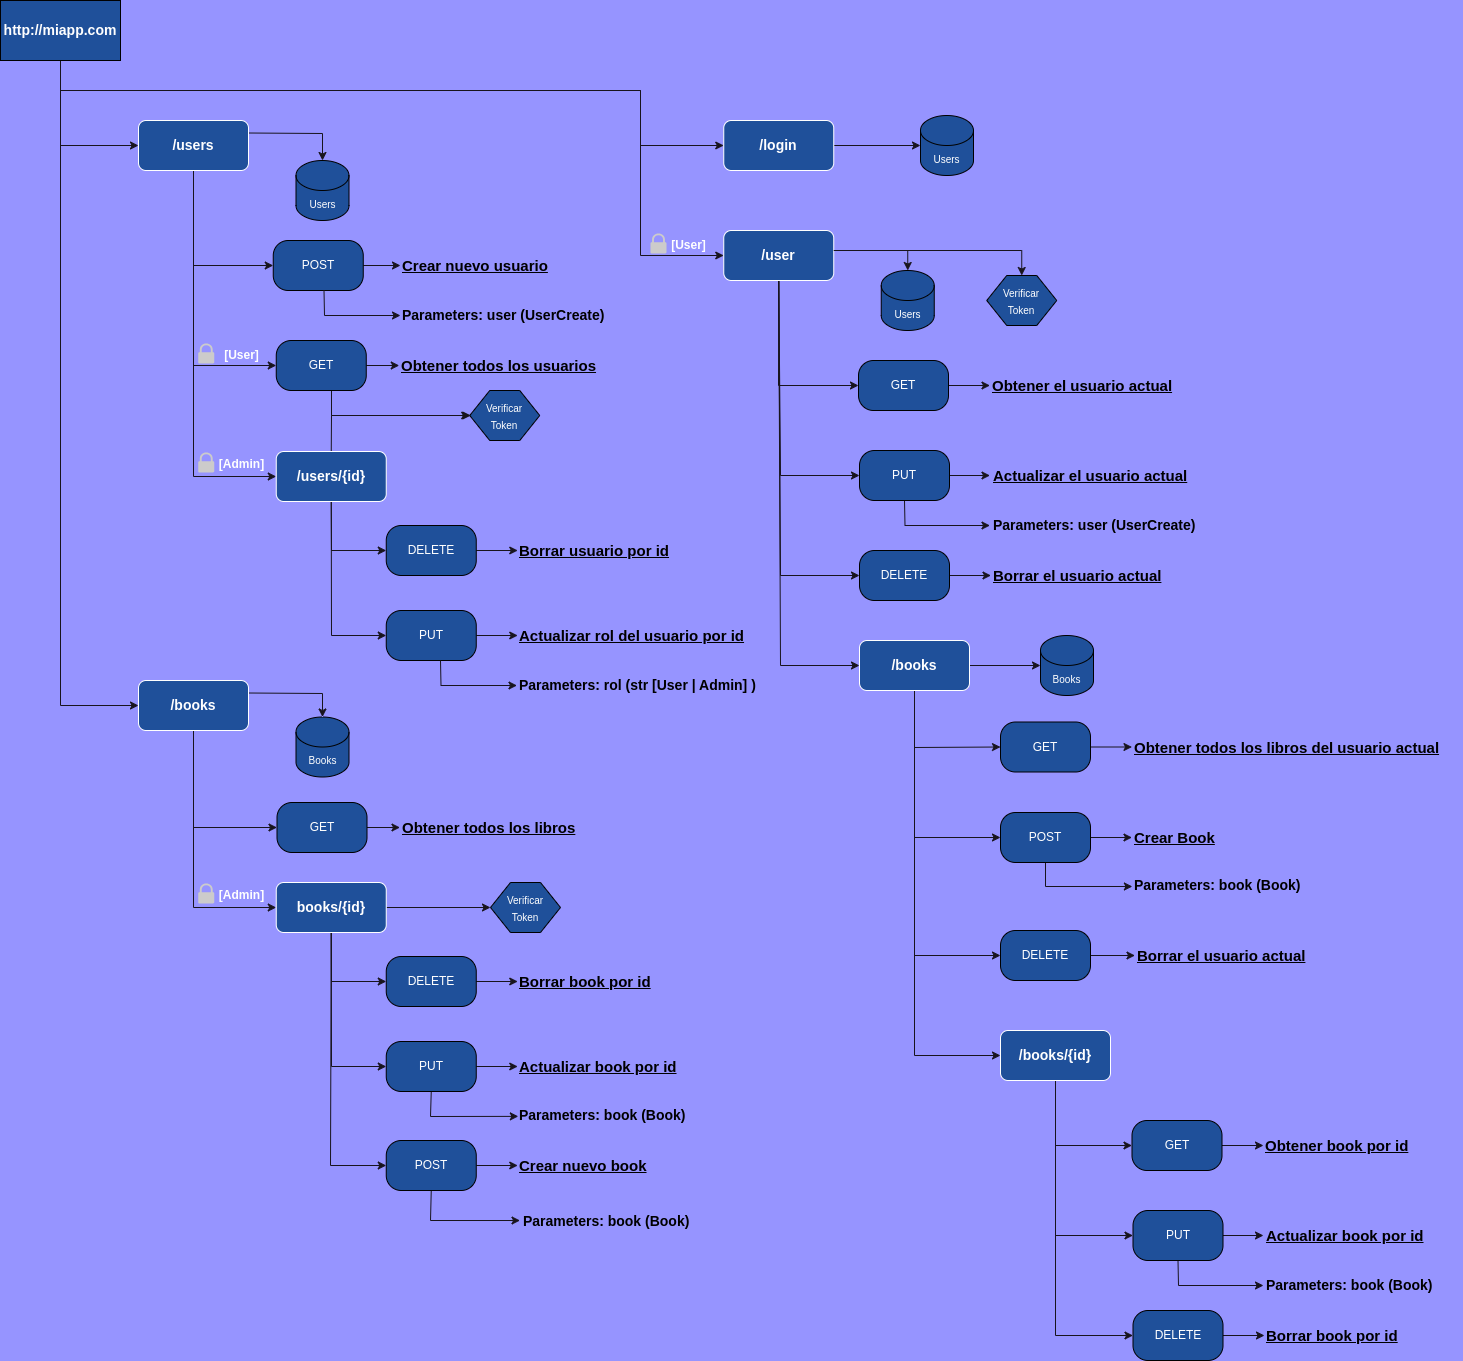 http://miapp.com
/users
Users
POST
Crear nuevo usuario
Parameters: user (UserCreate)
[User]
GET
Obtener todos los usuarios
Verificar
Token
[Admin]
/users/{id}
DELETE
Borrar usuario por id
PUT
Actualizar rol del usuario por id
Parameters: rol (str [User | Admin] )
/books
Books
GET
Obtener todos los libros
[Admin]
books/{id}
Verificar
Token
DELETE
Borrar book por id
PUT
Actualizar book por id
Parameters: book (Book)
POST
Crear nuevo book
Parameters: book (Book)
/login
Users
[User]
/user
Users
Verificar
Token
GET
Obtener el usuario actual
PUT
Actualizar el usuario actual
Parameters: user (UserCreate)
DELETE
Borrar el usuario actual
/books
Books
GET
Obtener todos los libros del usuario actual
POST
Crear Book
Parameters: book (Book)
DELETE
Borrar el usuario actual
/books/{id}
GET
Obtener book por id
PUT
Actualizar book por id
Parameters: book (Book)
DELETE
Borrar book por id